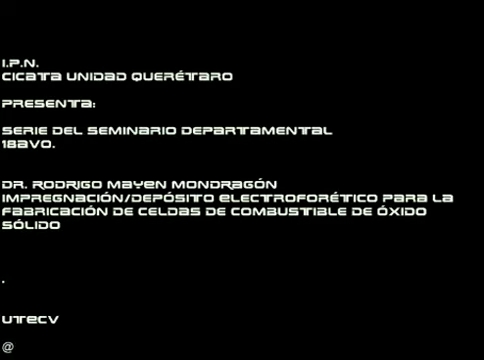 I.P.N.
CICATA UNIDAD QUERÉTARO
PRESENTA:
SERIE DEL SEMINARIO DEPARTAMENTAL
18AVO.
DR. RODRIGO MAYEN MONDRAGÓN
IMPREGNACIÓN/DEPÓSITO ELECTROFORÉTICO PARA LA
FABRICACIÓN DE CELDAS DE COMBUSTIBLE DE ÓXIDO
SÓLIDO
.
UTECV
@